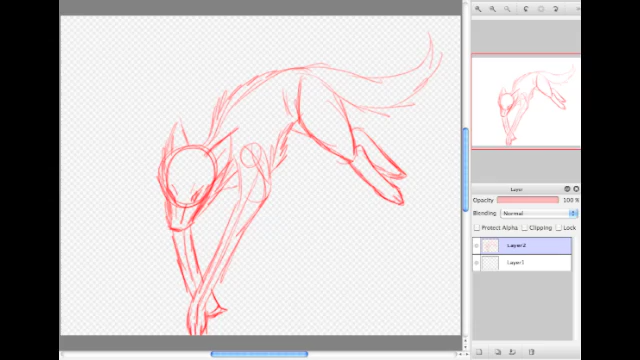 Layer
Opacity 100 %
Blending Normal
Protect Alpha Clipping Lock
Layer2
Layer1